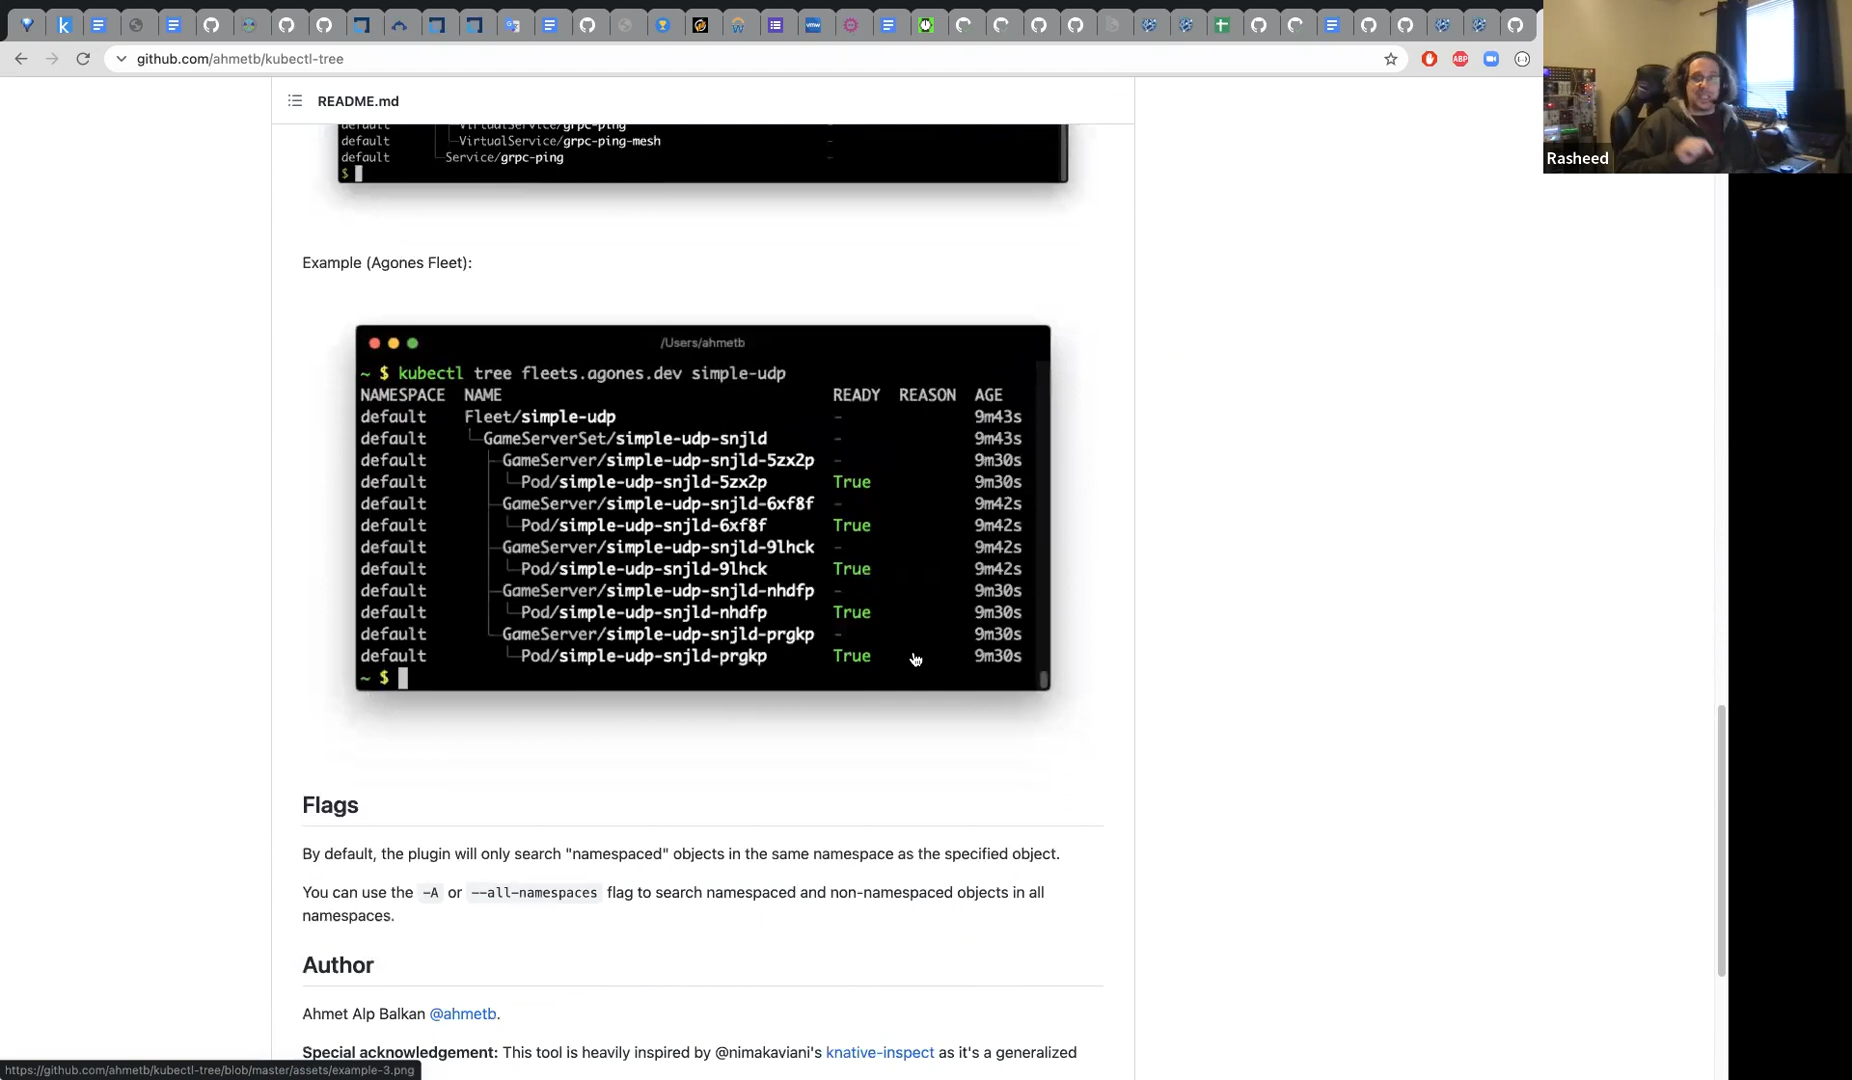 github.com/ahmetb/kubectl-tree
Rasheed
README.md
default VirtualService/grpc-ping
default VirtualService/grpc-ping-mesh -
default Service/grpc-ping -
$
Example (Agones Fleet):
/Users/ahmetb
~ $ kubectl tree fleets.agones.dev simple-udp
NAMESPACE NAME READY REASON AGE
default Fleet/simple-udp - 9m43s
default GameServerSet/simple-udp-snjld - 9m43s
default GameServer/simple-udp-snjld-5zx2p - 9m30s
default Pod/simple-udp-snjld-5zx2p True 9m30s
default GameServer/simple-udp-snjld-6xf8f - 9m42s
default Pod/simple-udp-snjld-6xf8f True 9m42s
default GameServer/simple-udp-snjld-9lhck - 9m42s
default Pod/simple-udp-snjld-9lhck True 9m42s
default GameServer/simple-udp-snjld-nhdfp - 9m30s
default Pod/simple-udp-snjld-nhdfp True 9m30s
default GameServer/simple-udp-snjld-prgkp - 9m30s
default Pod/simple-udp-snjld-prgkp True 9m30s
~ $
Flags
By default, the plugin will only search "namespaced" objects in the same namespace as the specified object.
You can use the -A or --all-namespaces flag to search namespaced and non-namespaced objects in all
namespaces.
Author
Ahmet Alp Balkan @ahmetb.
Special acknowledgement: This tool is heavily inspired by @nimakaviani's knative-inspect as it's a generalized
https://github.com/ahmetb/kubectl-tree/blob/master/assets/example-3.png